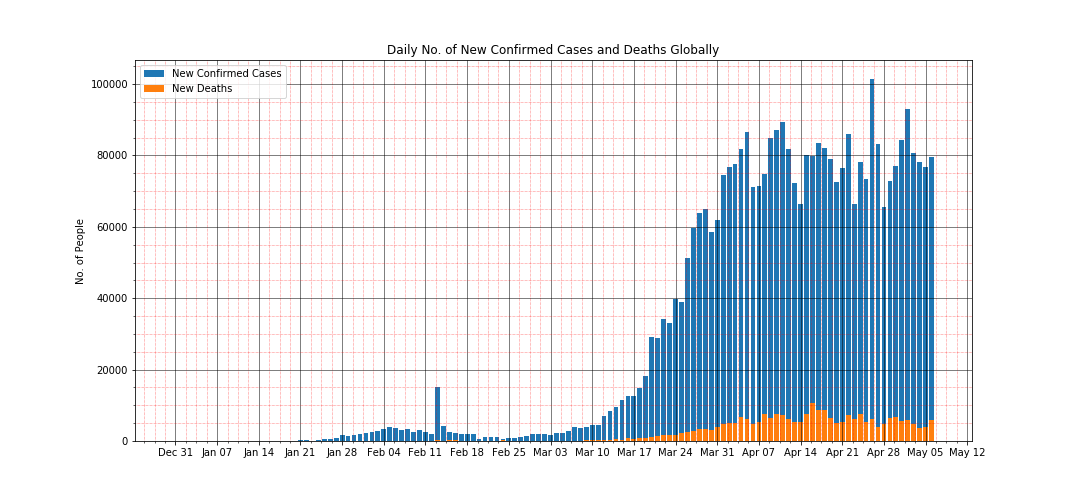 Daily No. of New Confirmed Cases and Deaths Globally
New Confirmed Cases
New Deaths
No. of People
100000
80000
60000
40000
20000
0
Dec 31 Jan 07 Jan 14 Jan 21 Jan 28 Feb 04 Feb 11 Feb 18 Feb 25 Mar 03 Mar 10 Mar 17 Mar 24 Mar 31 Apr 07 Apr 14 Apr 21 Apr 28 May 05 May 12